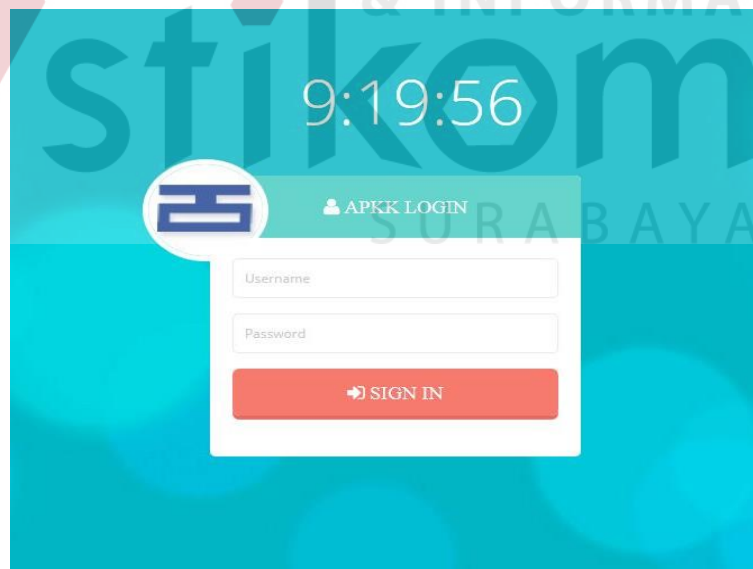 & INFORMA
stikom
9:19:56
APKK LOGIN
SURABAYA
Username
Password
SIGN IN